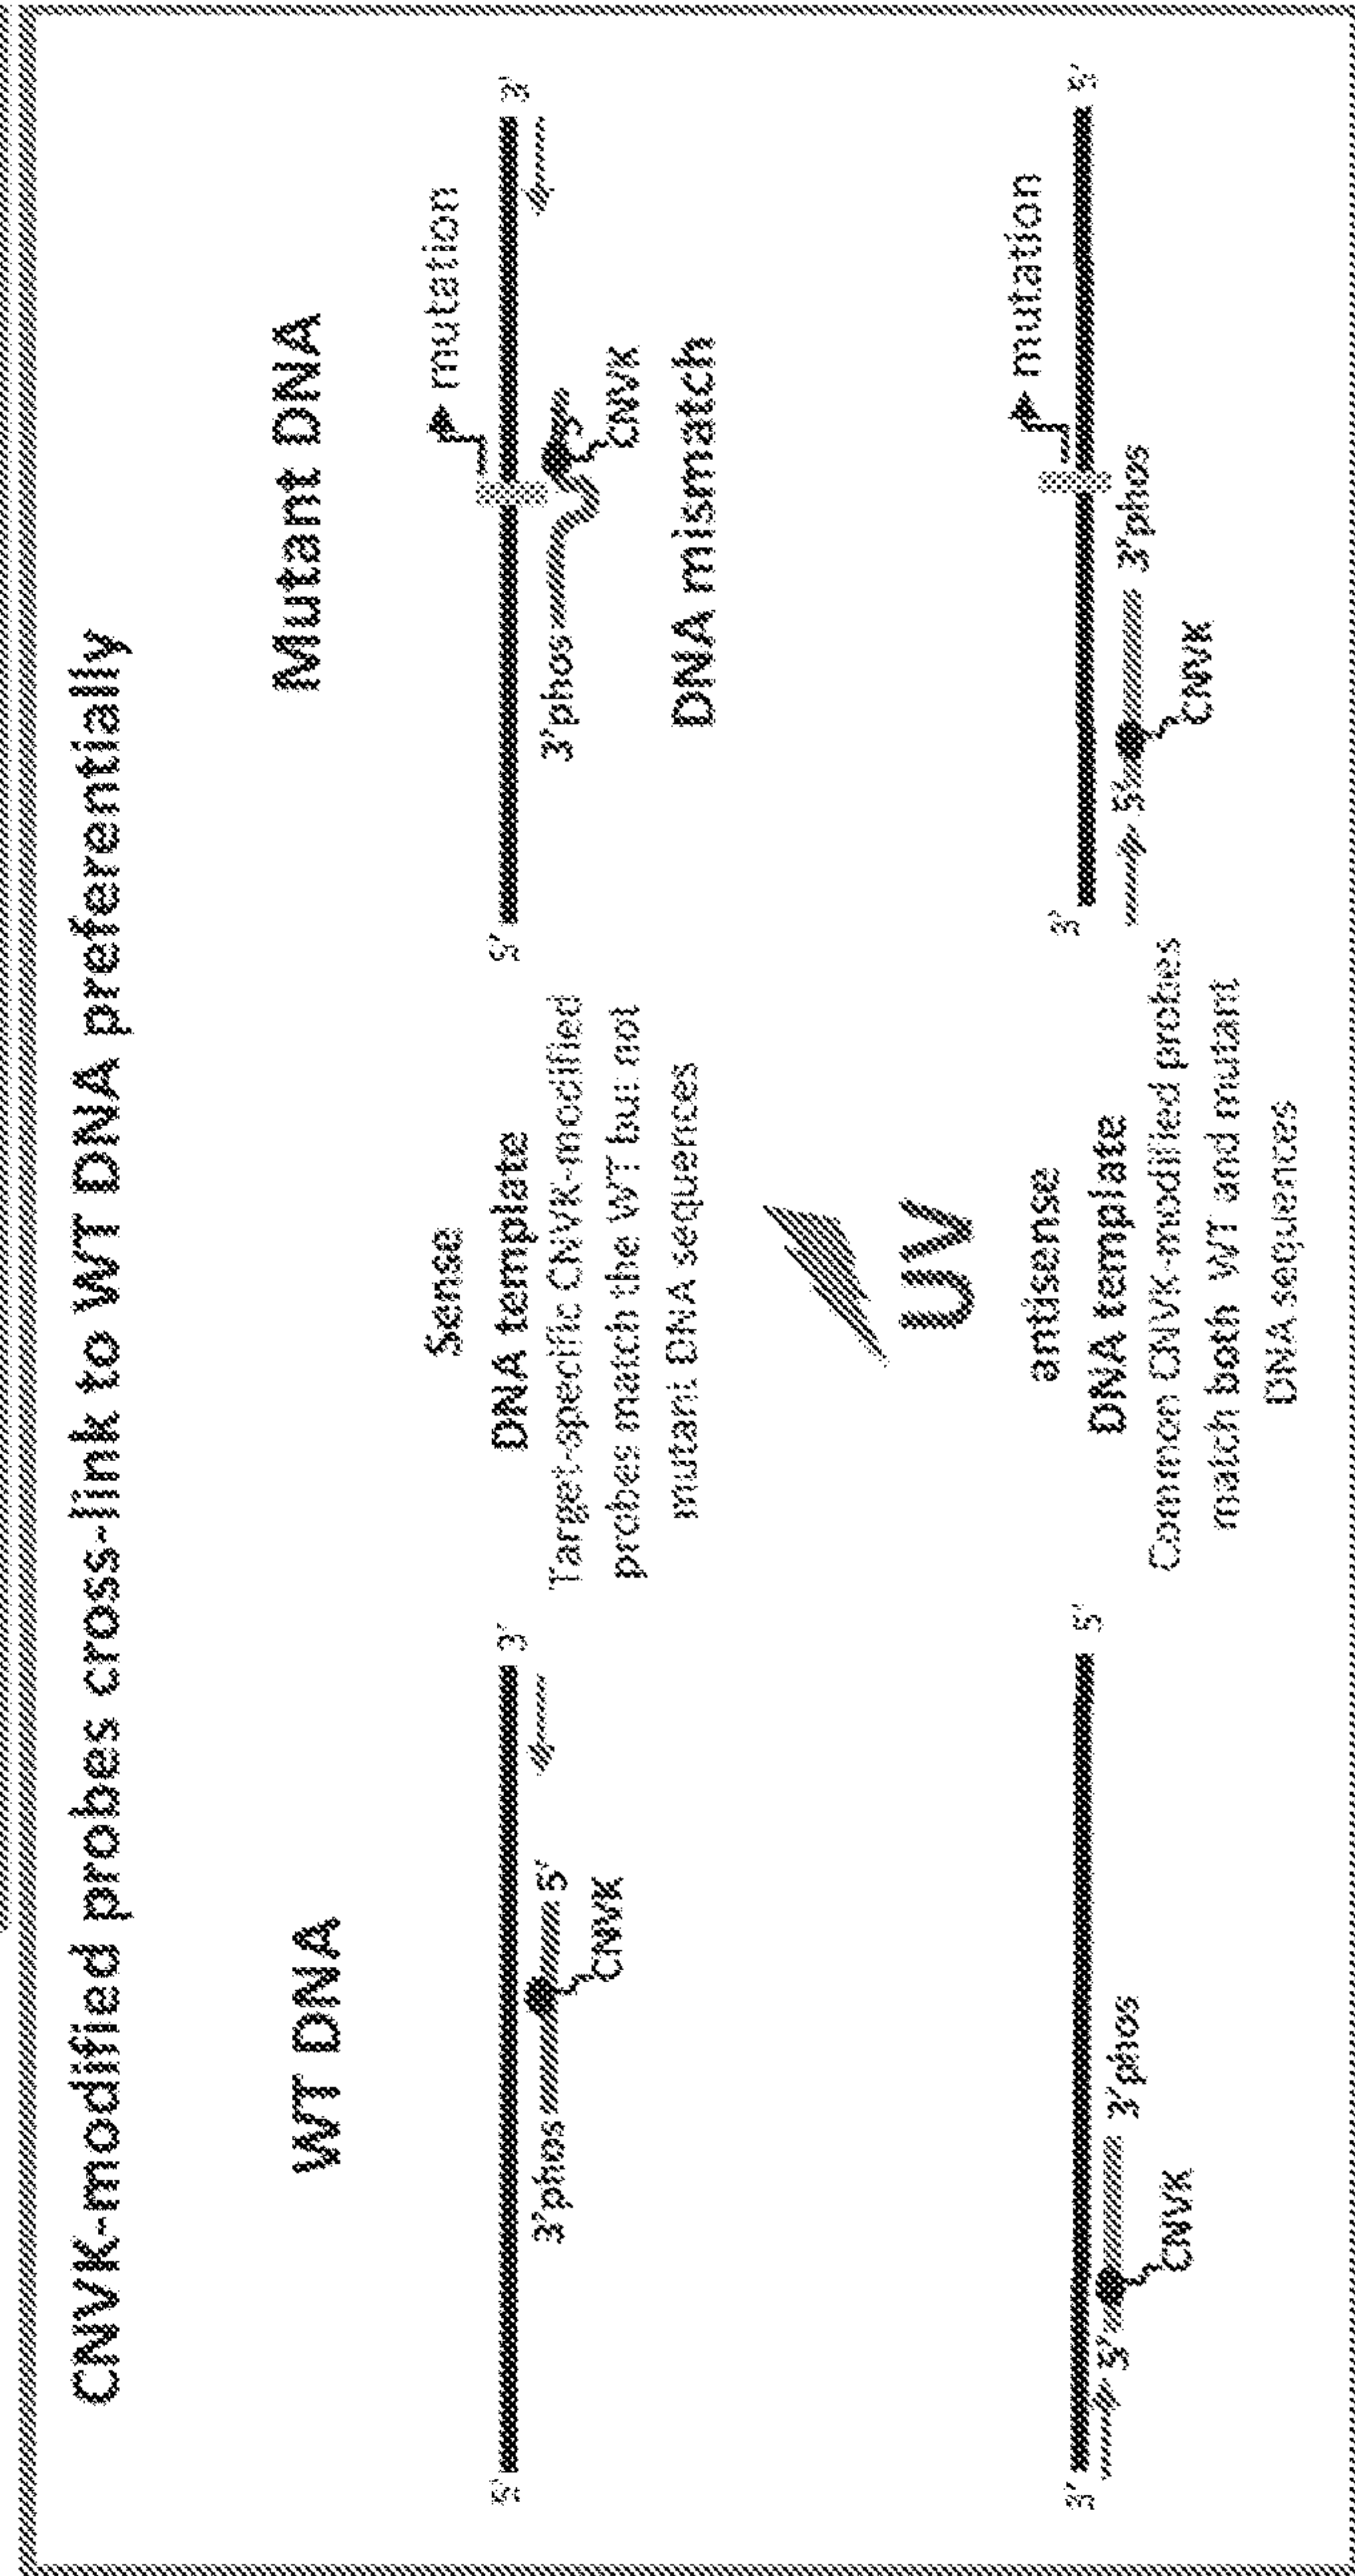 CNVK-modified probes cross-link to WT DNA preferentially
WT DNA
Mutant DNA
5'
3'
3'phos
5'
CNVK
Sense
DNA template
Target-specific CNVK-modified
probes match the WT but not
mutant DNA sequences
5'
mutation
3'
3'phos
5'
CNVK
DNA mismatch
UV
3'
5'
5'
3'phos
CNVK
antisense
DNA template
Common CNVK-modified probes
match both WT and mutant
DNA sequences
3'
mutation
5'
5'
3'phos
CNVK